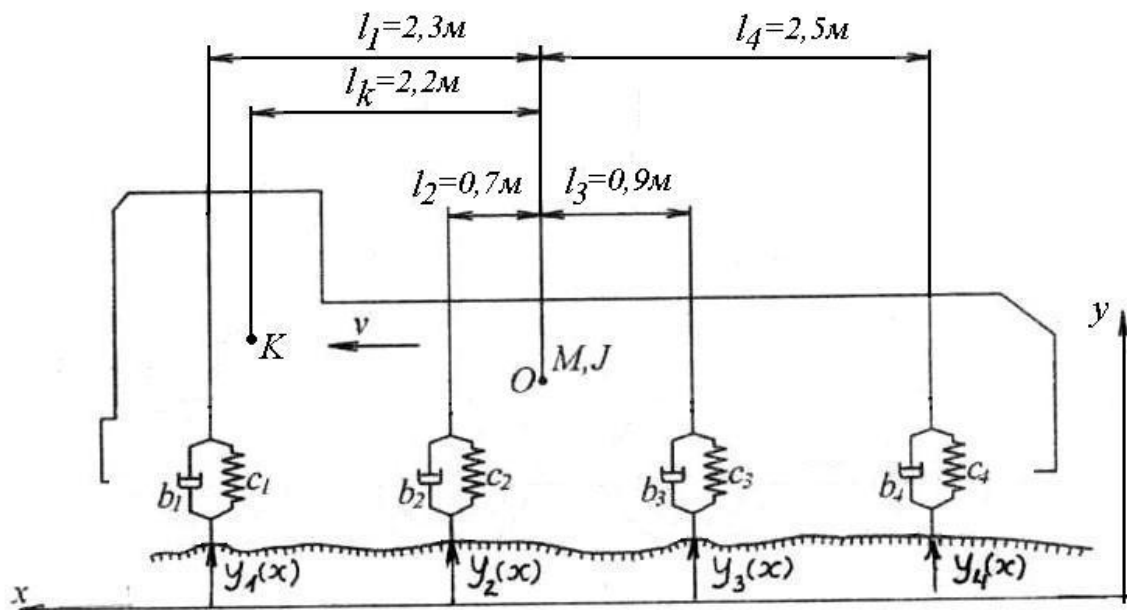 l1=2,3м
l4=2,5м
lk=2,2м
l2=0,7м
l3=0,9м
y
v
K
O
M,J
b1
c1
b2
c2
b3
c3
b4
c4
y1(x)
y2(x)
y3(x)
y4(x)
x